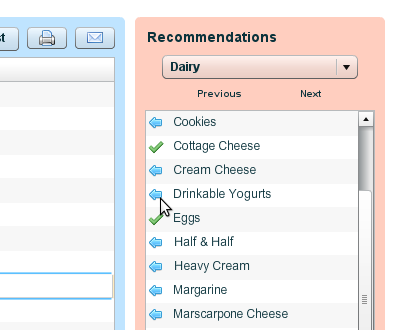 Recommendations
Dairy
Previous Next
Cookies
Cottage Cheese
Cream Cheese
Drinkable Yogurts
Eggs
Half & Half
Heavy Cream
Margarine
Marscarpone Cheese